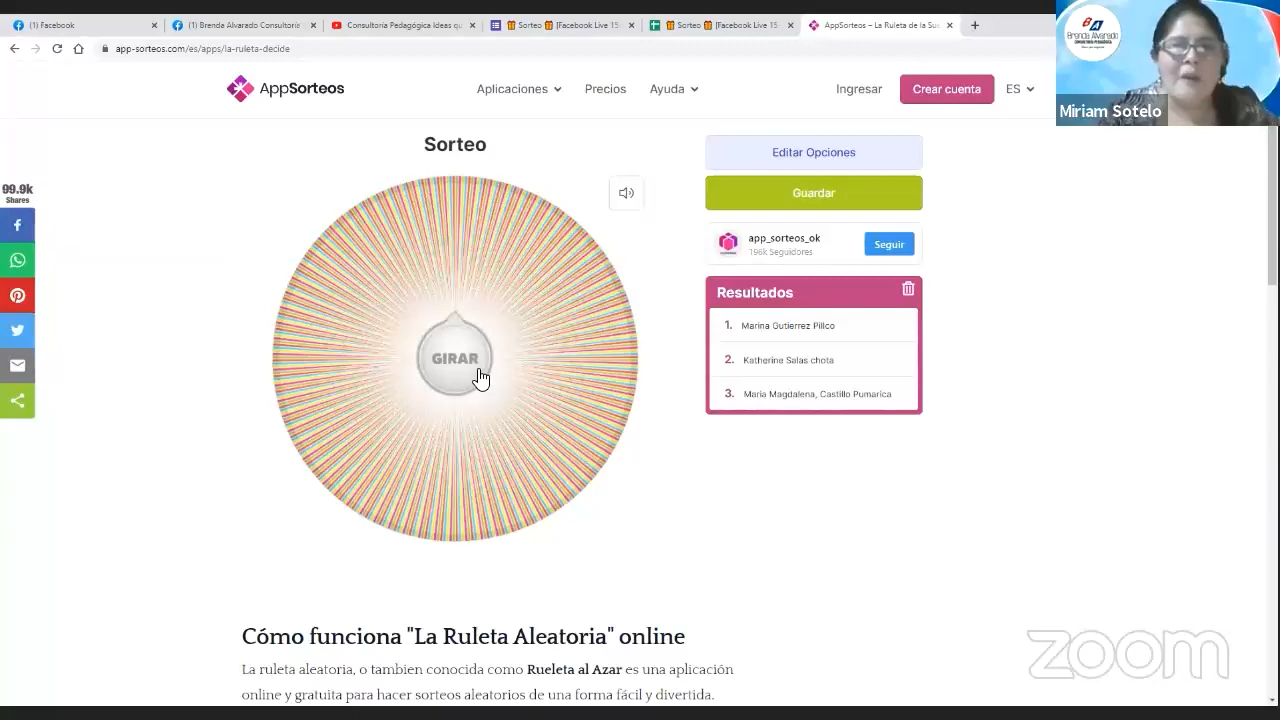 (1) Facebook
(1) Brenda Alvarado Consultoría
Consultoría Pedagógica Ideas qu
Sorteo 🎁 [Facebook Live 15
Sorteo 🎁 [Facebook Live 15
AppSorteos – La Ruleta de la Sue
app-sorteos.com/es/apps/la-ruleta-decide
AppSorteos
Aplicaciones
Precios
Ayuda
Ingresar
Crear cuenta
ES
Brenda Alvarado
Miriam Sotelo
Sorteo
Editar Opciones
Guardar
99.9k
Shares
app_sorteos_ok
196k Seguidores
Seguir
Resultados
1. Marina Gutierrez Pillco
2. Katherine Salas chota
3. Maria Magdalena, Castillo Pumarica
GIRAR
Cómo funciona "La Ruleta Aleatoria" online
La ruleta aleatoria, o tambien conocida como Rueleta al Azar es una aplicación
online y gratuita para hacer sorteos aleatorios de una forma fácil y divertida.
zoom